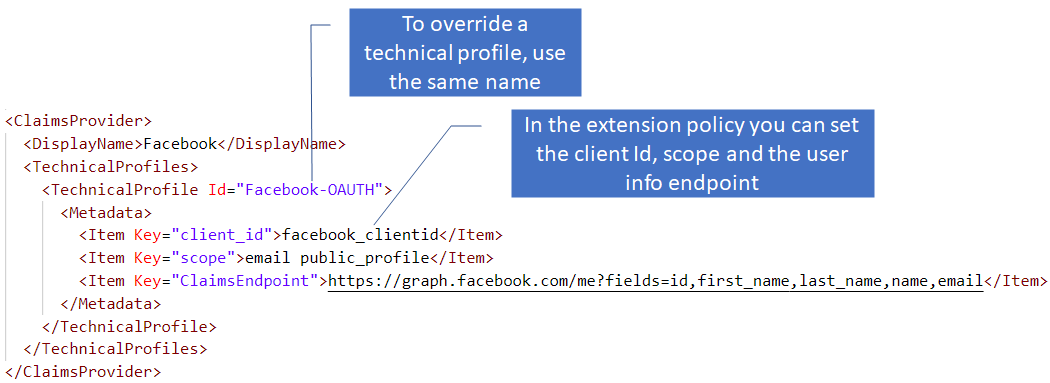 To override a
technical profile, use
the same name
In the extension policy you can set
the client Id, scope and the user
info endpoint
<ClaimsProvider>
<DisplayName>Facebook</DisplayName>
<TechnicalProfiles>
<TechnicalProfile Id="Facebook-OAUTH">
<Metadata>
<Item Key="client_id">facebook_clientid</Item>
<Item Key="scope">email public_profile</Item>
<Item Key="ClaimsEndpoint">https://graph.facebook.com/me?fields=id,first_name,last_name,name,email</Item>
</Metadata>
</TechnicalProfile>
</TechnicalProfiles>
</ClaimsProvider>